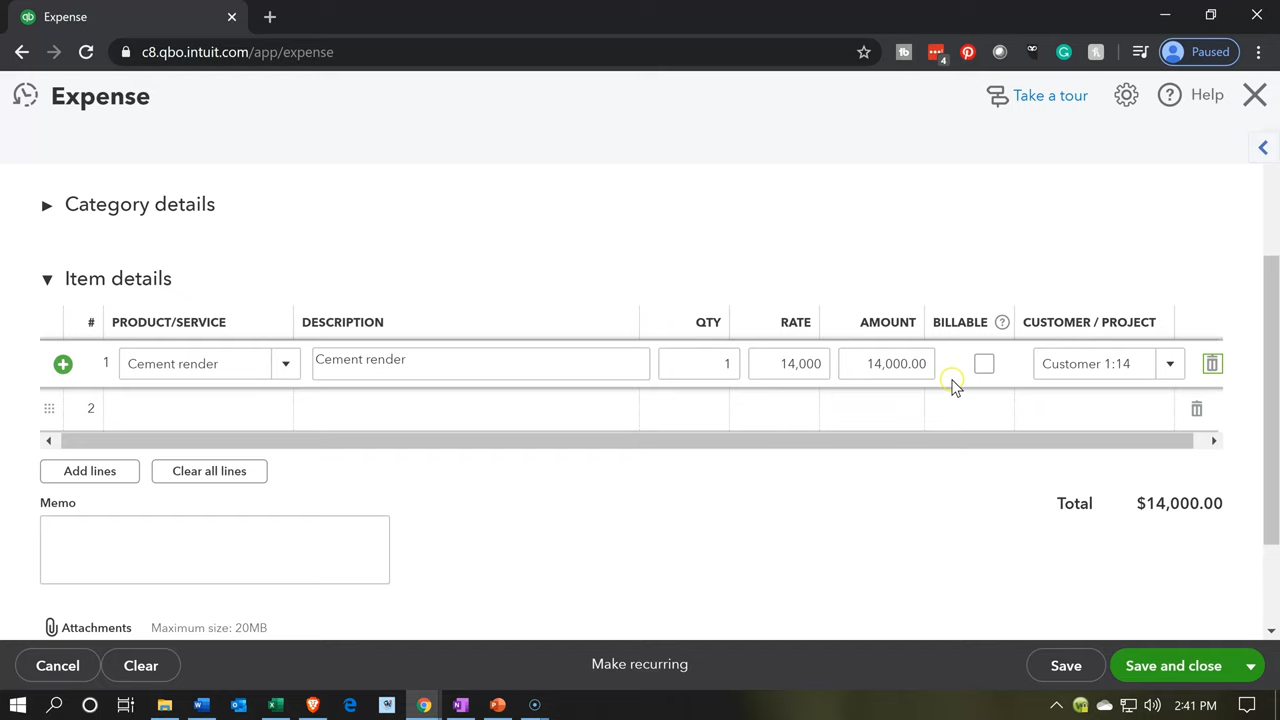 qb Expense
c8.qbo.intuit.com/app/expense
tb
4
Paused
Expense
Take a tour
Help
Category details
Item details
# PRODUCT/SERVICE DESCRIPTION QTY RATE AMOUNT BILLABLE ? CUSTOMER / PROJECT
1 Cement render Cement render 1 14,000 14,000.00 Customer 1:14
2
Add lines Clear all lines
Memo
Total $14,000.00
Attachments Maximum size: 20MB
Cancel Clear Make recurring Save Save and close
2:41 PM